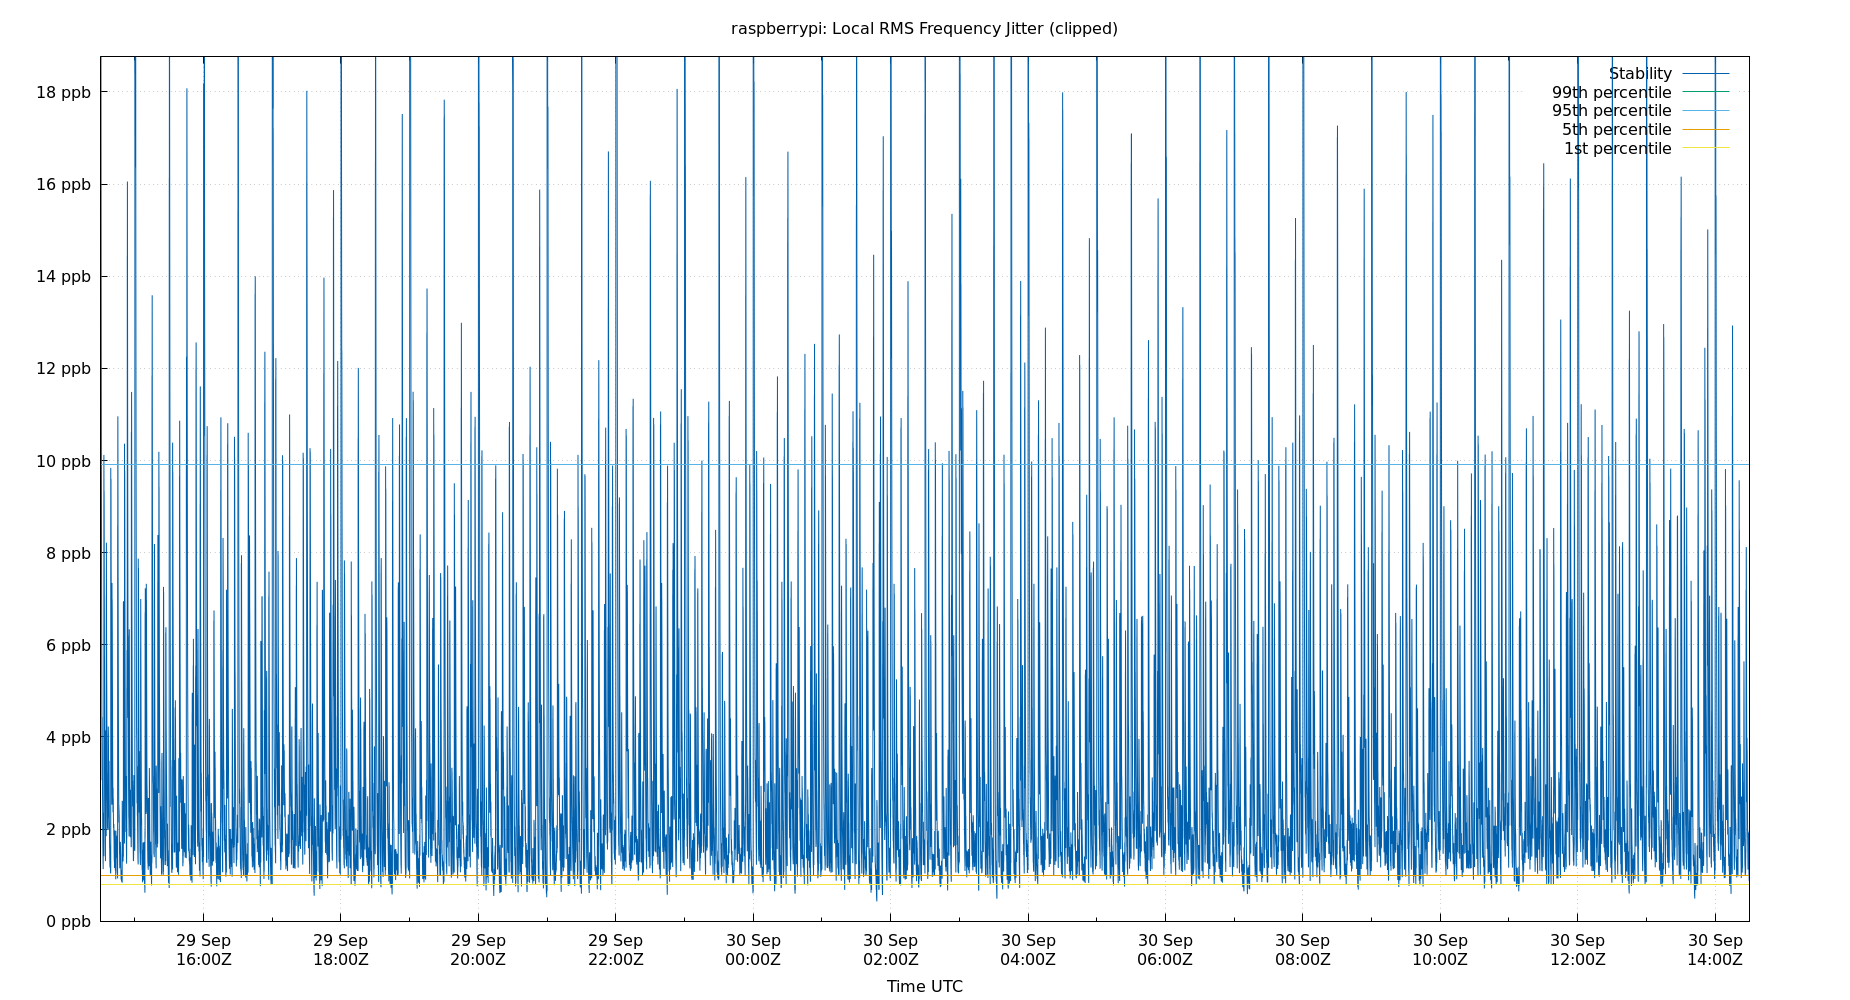 raspberrypi: Local RMS Frequency Jitter (clipped)
Stability
99th percentile
95th percentile
5th percentile
1st percentile
18 ppb
16 ppb
14 ppb
12 ppb
10 ppb
8 ppb
6 ppb
4 ppb
2 ppb
0 ppb
29 Sep 29 Sep 29 Sep 29 Sep 30 Sep 30 Sep 30 Sep 30 Sep 30 Sep 30 Sep 30 Sep 30 Sep
16:00Z 18:00Z 20:00Z 22:00Z 00:00Z 02:00Z 04:00Z 06:00Z 08:00Z 10:00Z 12:00Z 14:00Z
Time UTC